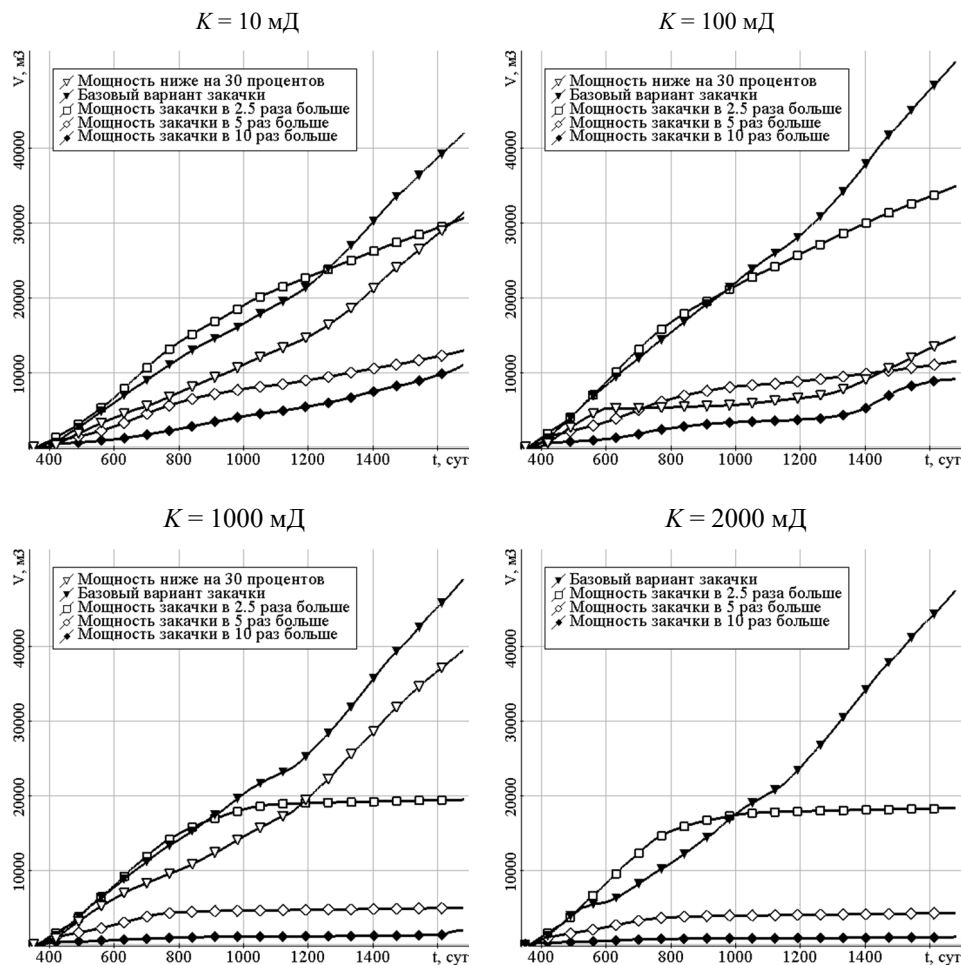 K = 10 мД
V, м3
Мощность ниже на 30 процентов
Базовый вариант закачки
Мощность закачки в 2.5 раза больше
Мощность закачки в 5 раз больше
Мощность закачки в 10 раз больше
40000
30000
20000
10000
0
400 600 800 1000 1200 1400 t, сут
K = 100 мД
V, м3
Мощность ниже на 30 процентов
Базовый вариант закачки
Мощность закачки в 2.5 раза больше
Мощность закачки в 5 раз больше
Мощность закачки в 10 раз больше
40000
30000
20000
10000
0
400 600 800 1000 1200 1400 t, сут
K = 1000 мД
V, м3
Мощность ниже на 30 процентов
Базовый вариант закачки
Мощность закачки в 2.5 раза больше
Мощность закачки в 5 раз больше
Мощность закачки в 10 раз больше
40000
30000
20000
10000
0
400 600 800 1000 1200 1400 t, сут
K = 2000 мД
V, м3
Базовый вариант закачки
Мощность закачки в 2.5 раза больше
Мощность закачки в 5 раз больше
Мощность закачки в 10 раз больше
40000
30000
20000
10000
0
400 600 800 1000 1200 1400 t, сут